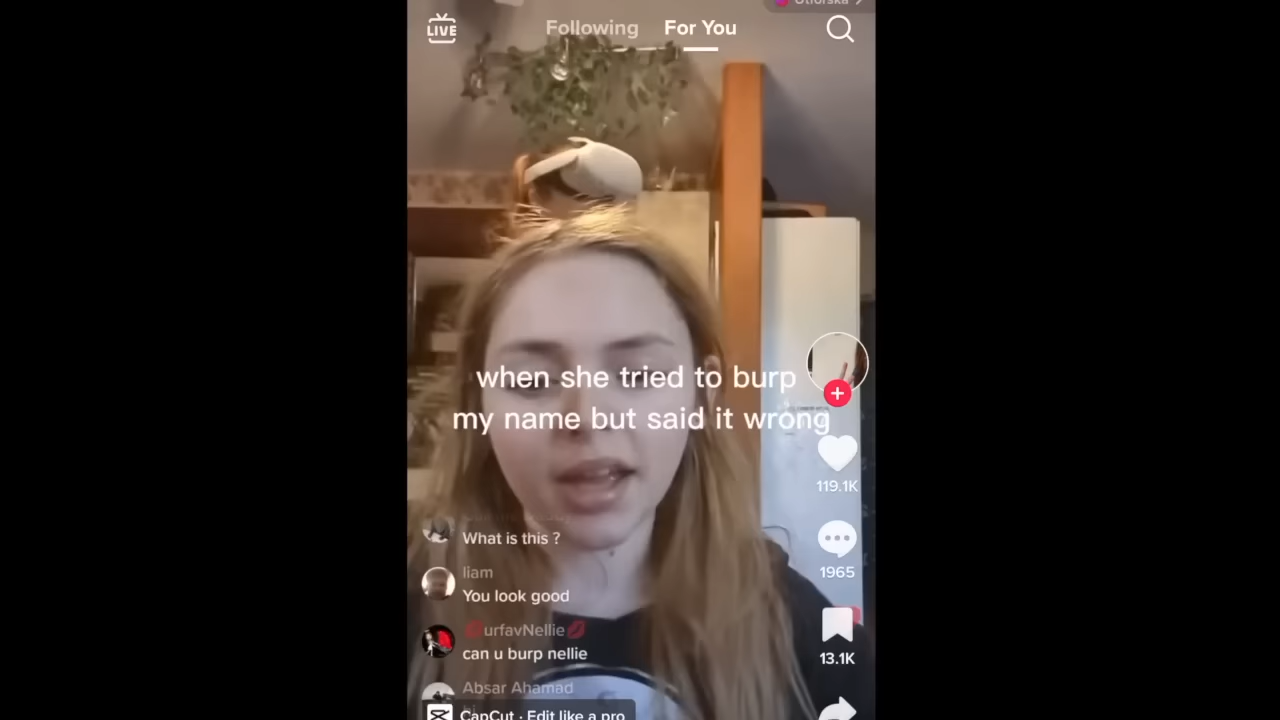 LIVE
Following
For You
when she tried to burp
my name but said it wrong
119.1K
What is this ?
liam
You look good
1965
💋urfavNellie💋
can u burp nellie
13.1K
Absar Ahamad
hi
CapCut · Edit like a pro